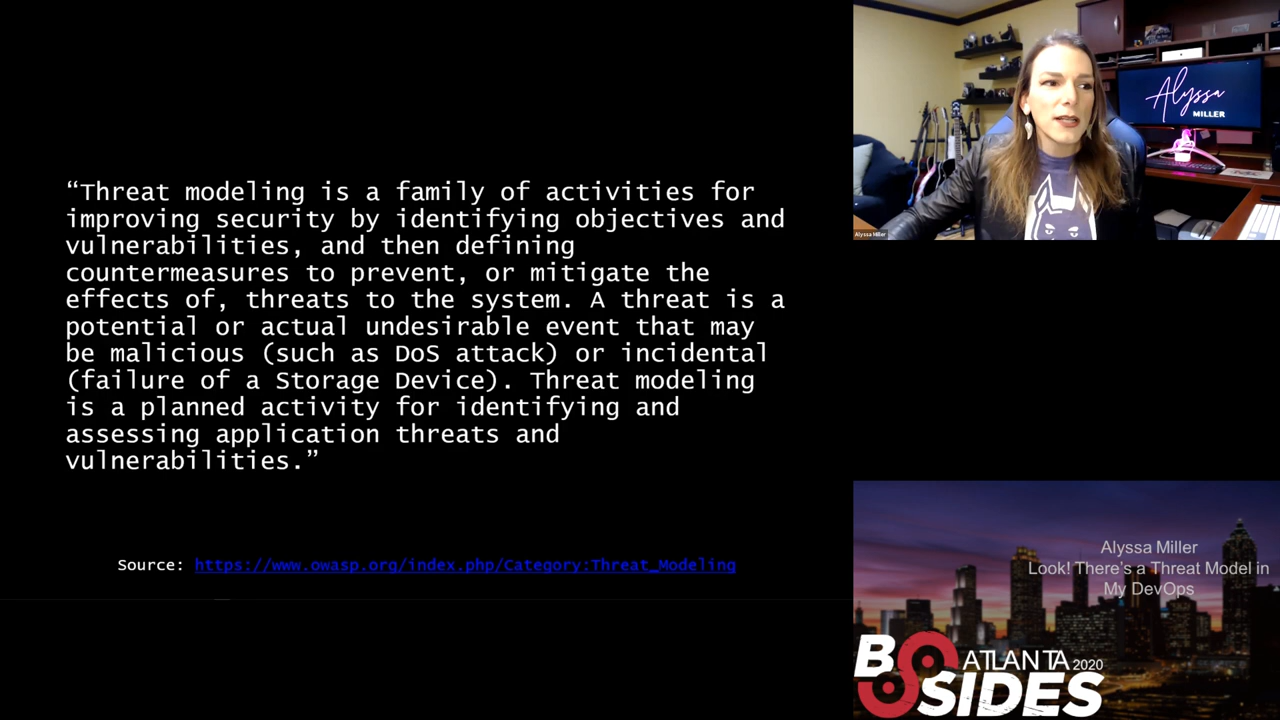 “Threat modeling is a family of activities for
improving security by identifying objectives and
vulnerabilities, and then defining
countermeasures to prevent, or mitigate the
effects of, threats to the system. A threat is a
potential or actual undesirable event that may
be malicious (such as DoS attack) or incidental
(failure of a Storage Device). Threat modeling
is a planned activity for identifying and
assessing application threats and
vulnerabilities.”
Source: https://www.owasp.org/index.php/Category:Threat_Modeling
Alyssa
MILLER
Alyssa Miller
Alyssa Miller
Look! There's a Threat Model in
My DevOps
BSIDES
ATLANTA 2020